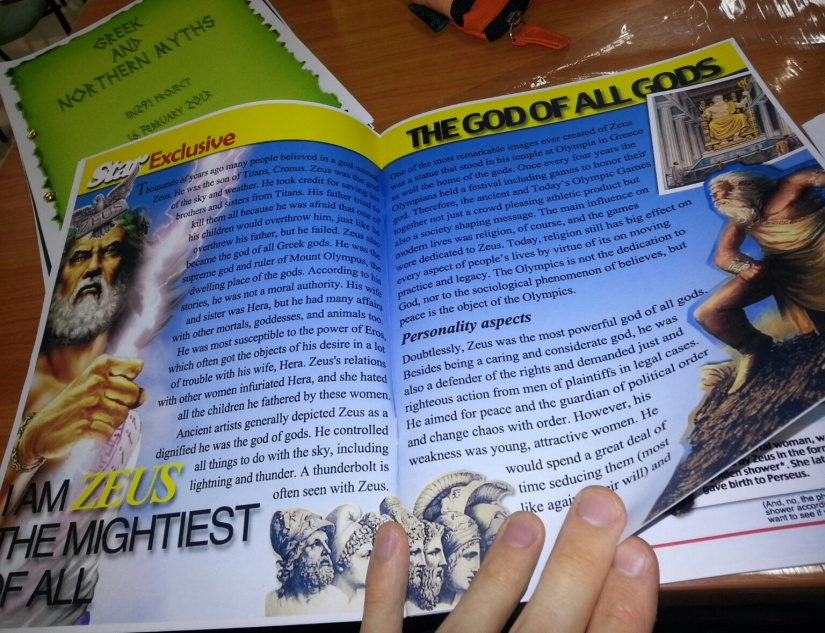 GREEK
AND
NORTHERN MYTHS
EN291 PROJECT
16 FEBRUARY 2013
Star Exclusive
Thousands of years ago many people believed in a god named
Zeus. He was the son of Titans, Cronus. Zeus was the god
of the sky and weather. He took credit for saving his
brothers and sisters from Titans. His father tried
kill them all because he was afraid that one of
his children would overthrow him, just like he
overthrew his father, but he failed. Zeus also
became the god of all Greek gods. He was the
supreme god and ruler of Mount Olympus, the
dwelling place of the gods. According to his
stories, he was not a moral authority. His wife
and sister was Hera, but he had many affairs
with other mortals, goddesses, and animals too.
He was most susceptible to the power of Eros,
which often got the objects of his desire in a lot
of trouble with his wife, Hera. Zeus's relations
with other women infuriated Hera, and she hated
all the children he fathered by these women.
Ancient artists generally depicted Zeus as a
dignified he was the god of gods. He controlled
all things to do with the sky, including
lightning and thunder. A thunderbolt is
often seen with Zeus.
I AM ZEUS
THE MIGHTIEST
OF ALL
THE GOD OF ALL GODS
One of the most remarkable images ever created of Zeus
was a statue that stood in his temple at Olympia in Greece
as well the home of the gods. Once every four years the
Olympians held a festival including games to honor their
god. Therefore, the ancient and Today's Olympic Games
together not just a crowd pleasing athletic product but
also a society shaping message. The main influence on
modern lives was religion, of course, and the games
were dedicated to Zeus. Today, religion still has big effect on
every aspect of people's lives by virtue of its on moving
practice and legacy. The Olympics is not the dedication to
God, nor to the sociological phenomenon of believes, but
peace is the object of the Olympics.
Personality aspects
Doubtlessly, Zeus was the most powerful god of all gods.
Besides being a caring and considerate god, he was
also a defender of the rights and demanded just and
righteous action from men of plaintiffs in legal cases.
He aimed for peace and the guardian of political order
and change chaos with order. However, his
weakness was young, attractive women. He
would spend a great deal of
time seducing them (most
like against their will) and
woman, w
Zeus in the form
shower*. She lat
gave birth to Perseus.
(And, no, the ph
shower accord
want to see it